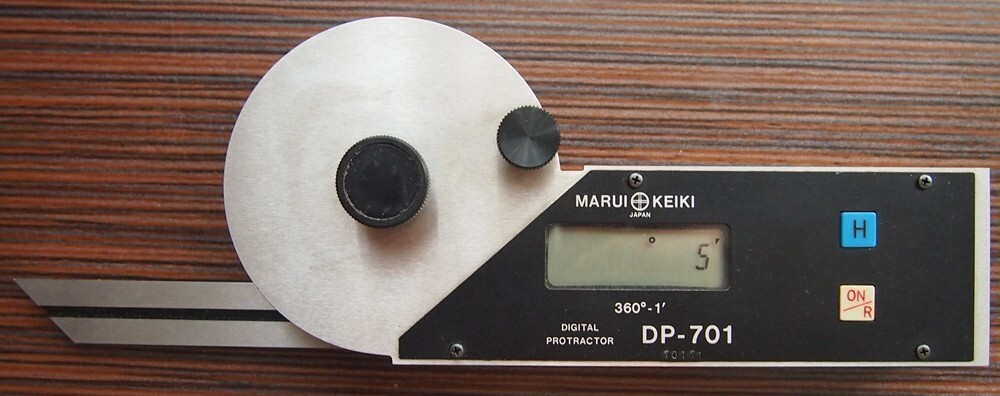 MARUI KEIKI
JAPAN
° 5′
H
ON/R
360°-1′
DIGITAL
PROTRACTOR
DP-701